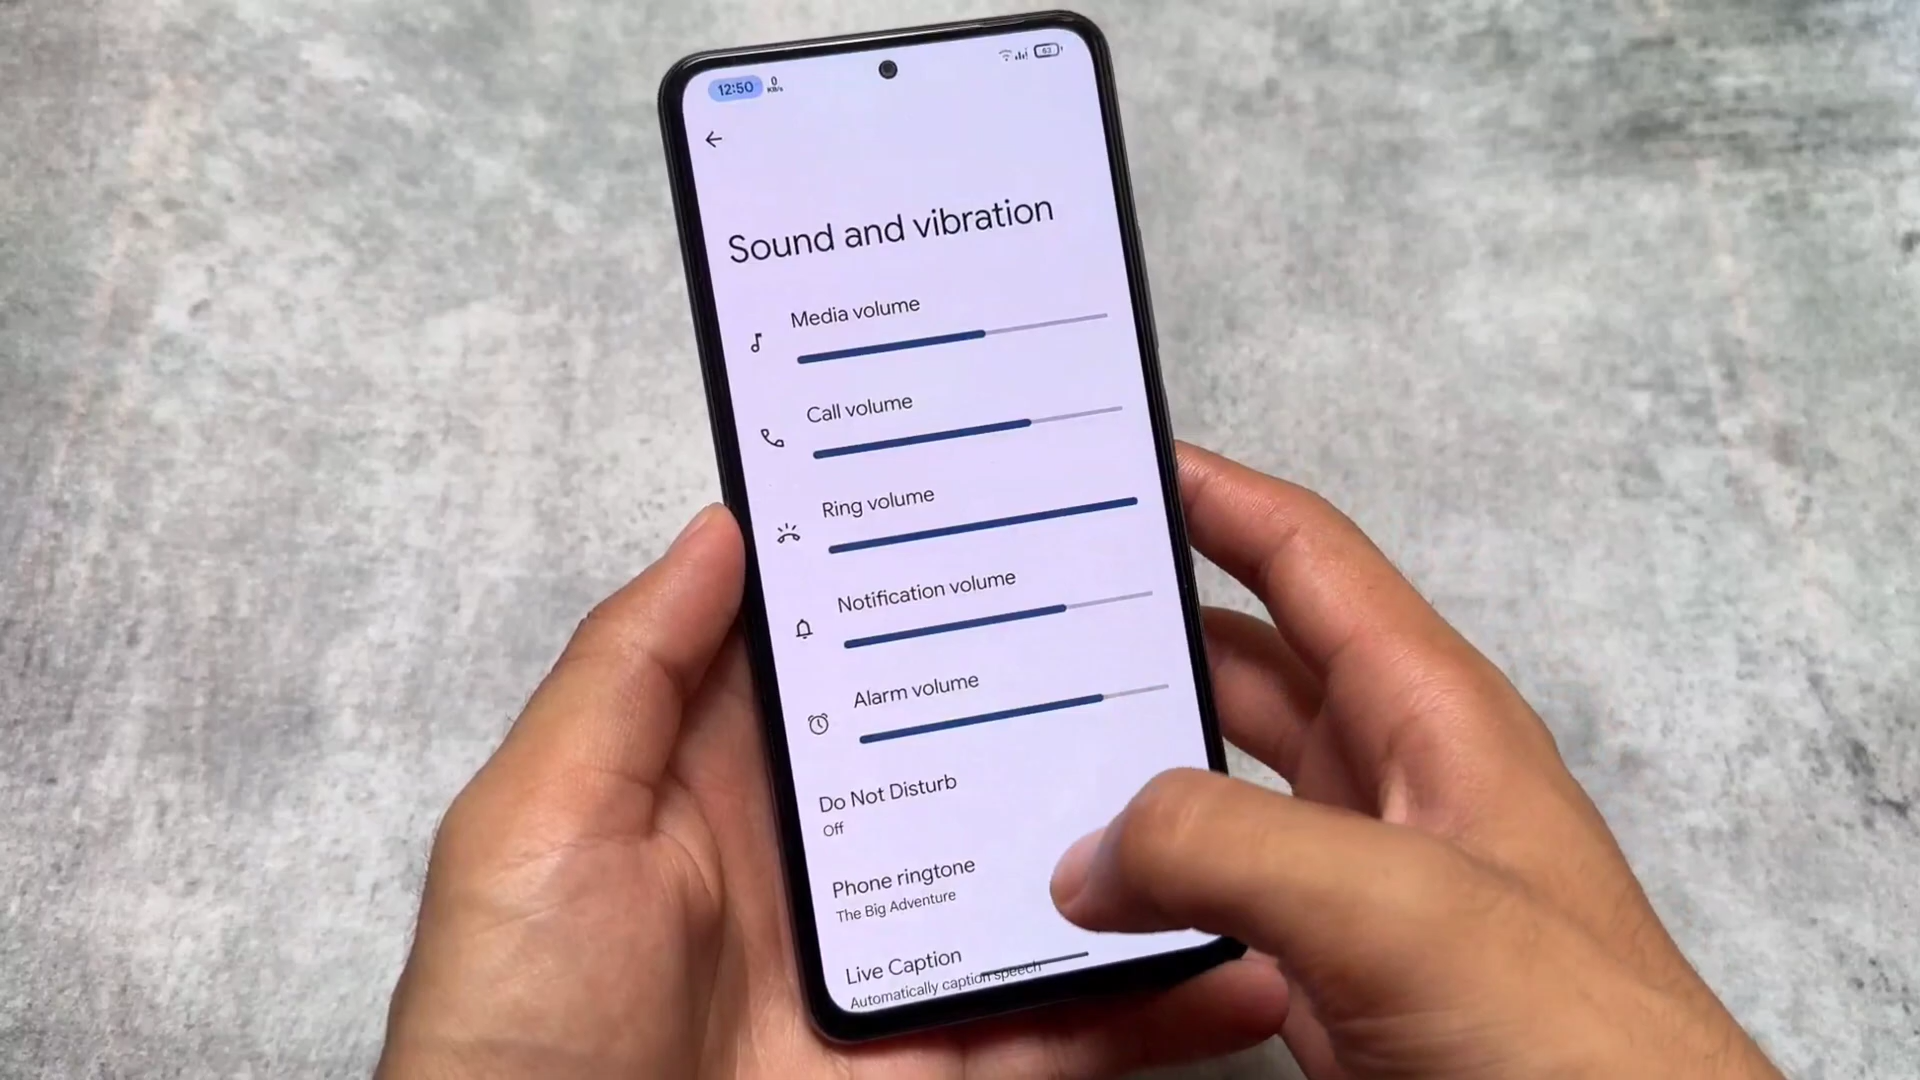 12:50
0
KB/s
63
Sound and vibration
Media volume
Call volume
Ring volume
Notification volume
Alarm volume
Do Not Disturb
Off
Phone ringtone
The Big Adventure
Live Caption
Automatically caption speech